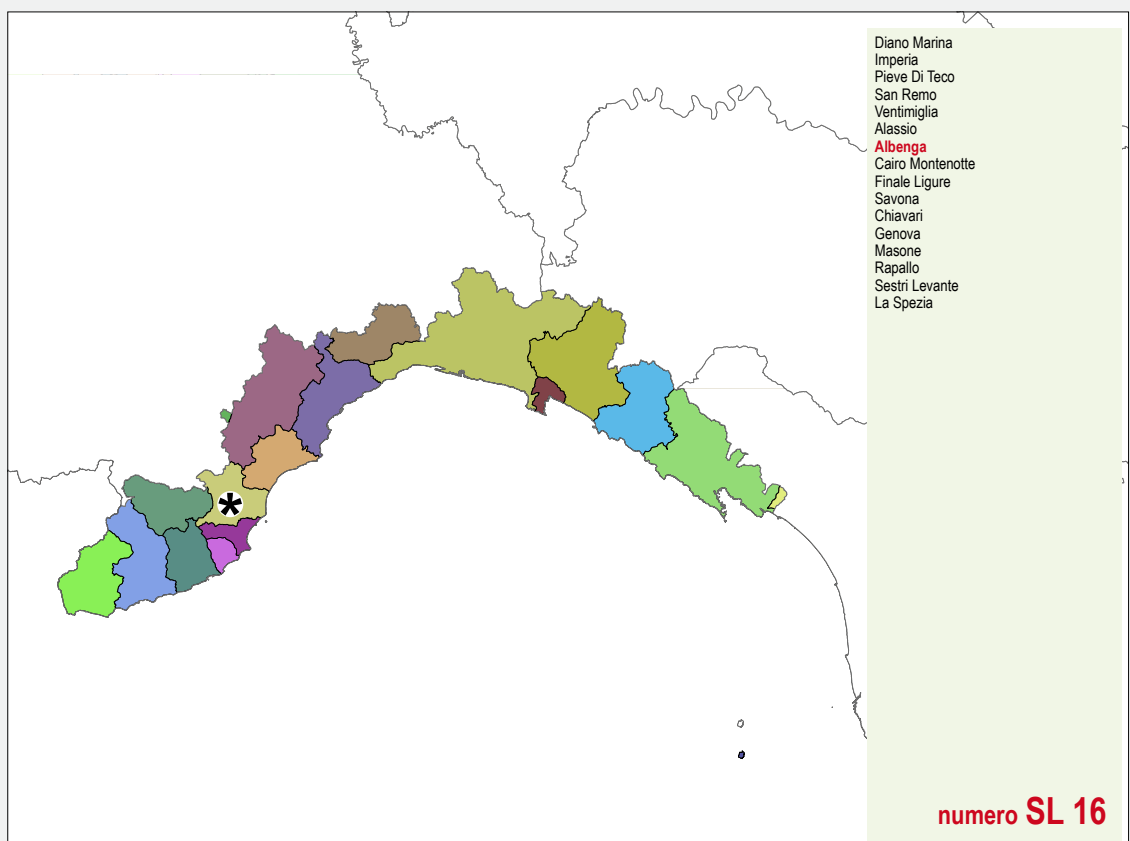 Diano Marina
Imperia
Pieve Di Teco
San Remo
Ventimiglia
Alassio
Albenga
Cairo Montenotte
Finale Ligure
Savona
Chiavari
Genova
Masone
Rapallo
Sestri Levante
La Spezia
*
numero SL 16